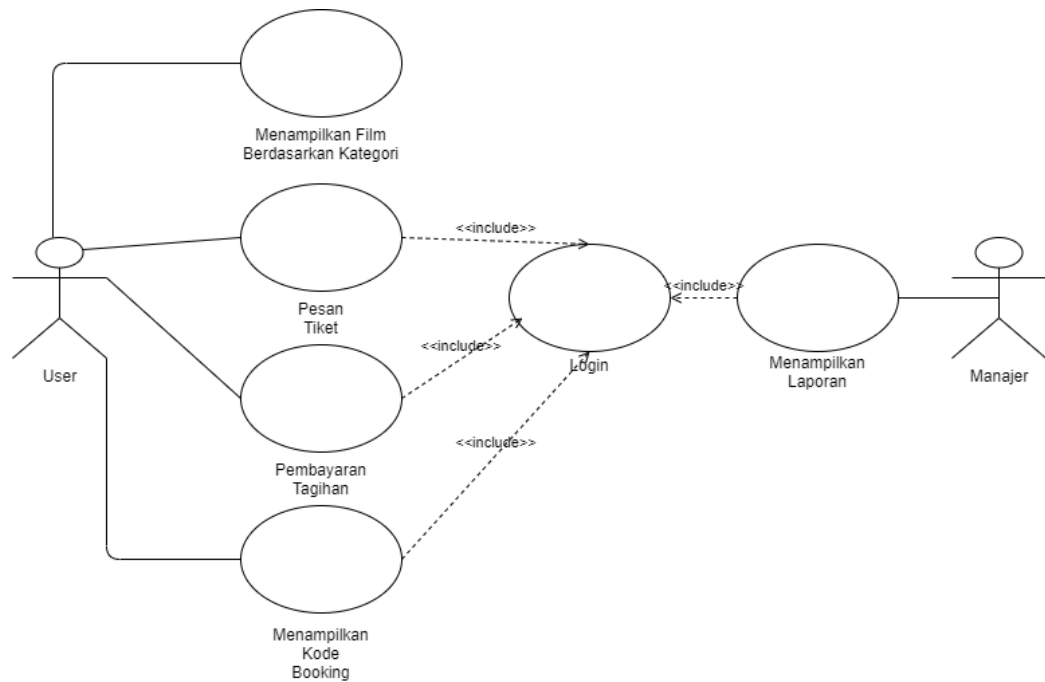 Menampilkan Film
Berdasarkan Kategori
<<include>>
Pesan
Tiket
<<include>>
<<include>>
User
Login
Menampilkan
Laporan
Manajer
Pembayaran
Tagihan
<<include>>
Menampilkan
Kode
Booking